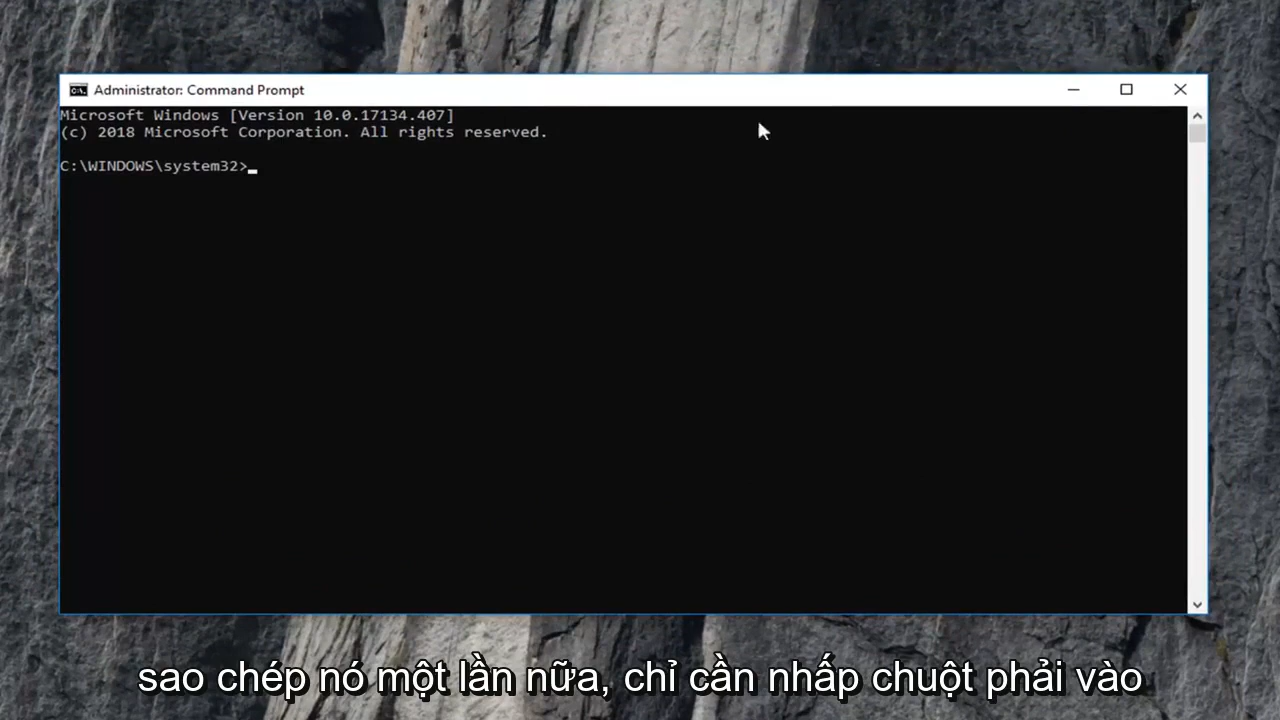 Administrator: Command Prompt
Microsoft Windows [Version 10.0.17134.407]
(c) 2018 Microsoft Corporation. All rights reserved.
C:\WINDOWS\system32>
sao chép nó một lần nữa, chỉ cần nhấp chuột phải vào